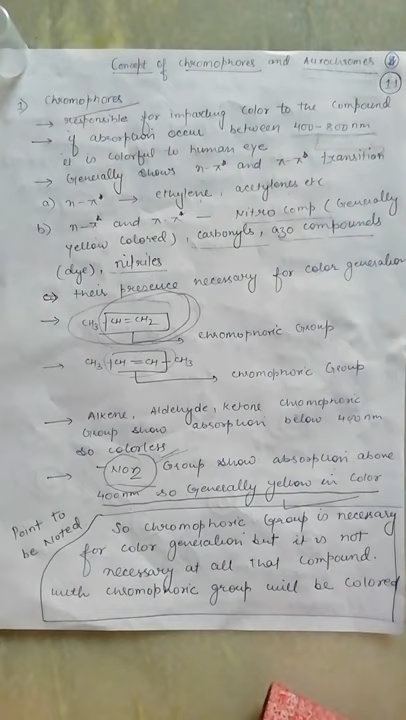 Concept of chromophores and Auxochromes
11
1) Chromophores
→ responsible for imparting color to the compound
→ if absorption occur between 400-800nm
it is colorful to human eye
→ Generally shows n-π* and π-π* transition
a) π-π* → ethylene, acetylenes etc
b) n-π* and π-π* — Nitro comp (Generally
yellow colored), carbonyls, azo compounds
(dye), nitriles
c) their presence necessary for color generation
→ CH3 CH=CH2
chromophoric Group
→ CH3 CH=CH-CH3
chromophoric Group
→ Alkene, Aldehyde, Ketone chromophoric
Group show absorption below 400nm
so colorless
→ -NO2 Group show absorption above
400nm so Generally yellow in color
Point to
be Noted
So chromophoric Group is necessary
for color generation but it is not
necessary at all that compound.
with chromophoric group will be colored